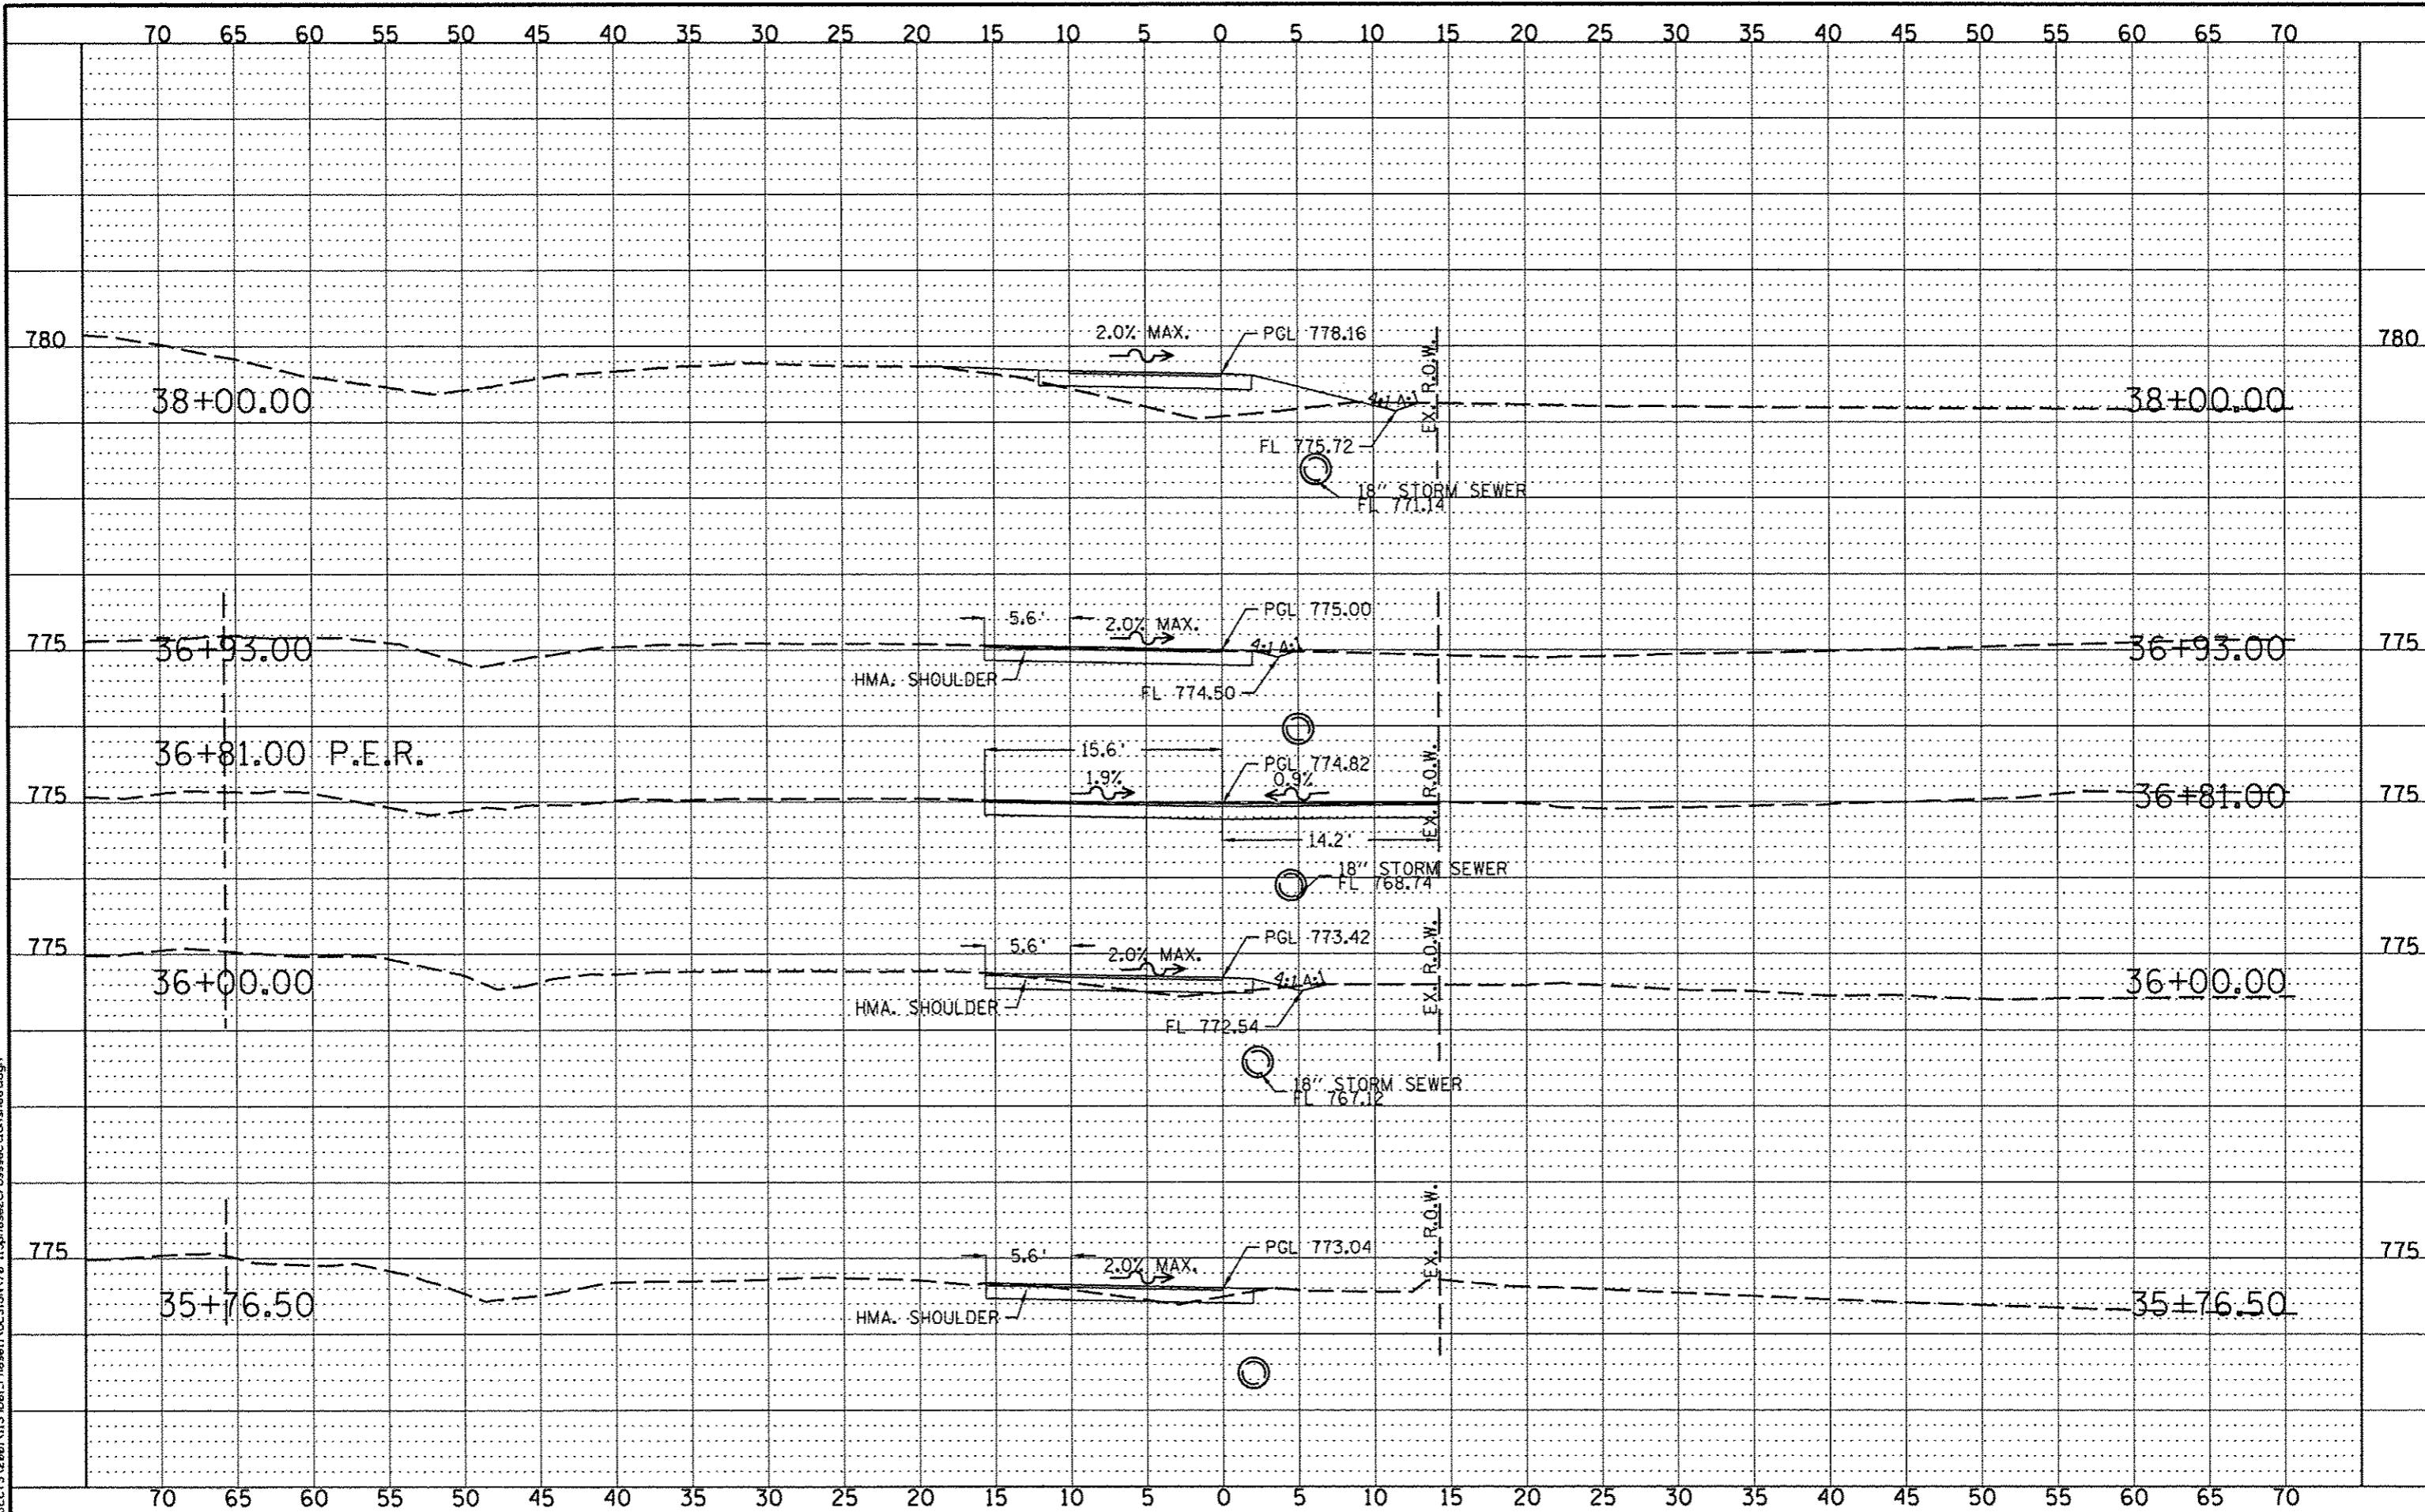 70 65 60 55 50 45 40 35 30 25 20 15 10 5 0 5 10 15 20 25 30 35 40 45 50 55 60 65 70
2.0% MAX.
PGL 778.16
780
780
38+00.00
4:1
4:1
EX. R.O.W.
38+00.00
FL 775.72
18" STORM SEWER
FL 771.14
5.6'
2.0% MAX.
PGL 775.00
775
36+93.00
4:1
4:1
36+93.00
775
HMA. SHOULDER
FL 774.50
36+81.00 P.E.R.
15.6'
PGL 774.82
1.9%
0.9%
EX. R.O.W.
775
36+81.00
775
14.2'
18" STORM SEWER
FL 768.74
5.6'
2.0% MAX.
PGL 773.42
775
775
36+00.00
4:1
4:1
EX. R.O.W.
36+00.00
HMA. SHOULDER
FL 772.54
18" STORM SEWER
FL 767.12
5.6'
2.0% MAX.
PGL 773.04
EX. R.O.W.
775
775
35+76.50
35+76.50
HMA. SHOULDER
70 65 60 55 50 45 40 35 30 25 20 15 10 5 0 5 10 15 20 25 30 35 40 45 50 55 60 65 70